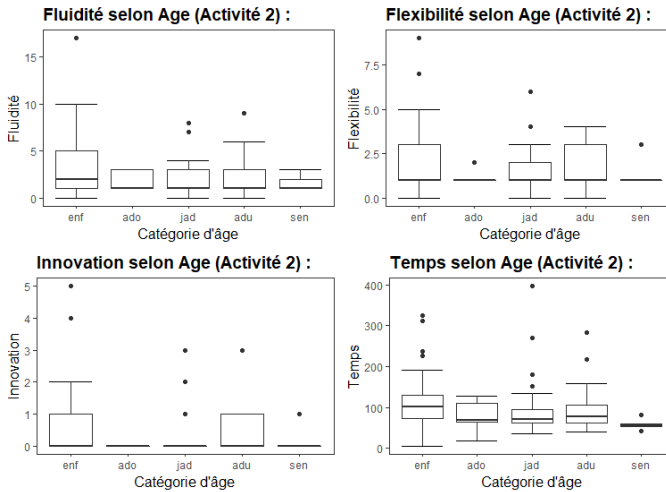 Fluidité selon Age (Activité 2) :
Fluidité
15
10
5
0
enf ado jad adu sen
Catégorie d'âge
Flexibilité selon Age (Activité 2) :
Flexibilité
7.5
5.0
2.5
0.0
enf ado jad adu sen
Catégorie d'âge
Innovation selon Age (Activité 2) :
Innovation
5
4
3
2
1
0
enf ado jad adu sen
Catégorie d'âge
Temps selon Age (Activité 2) :
Temps
400
300
200
100
0
enf ado jad adu sen
Catégorie d'âge